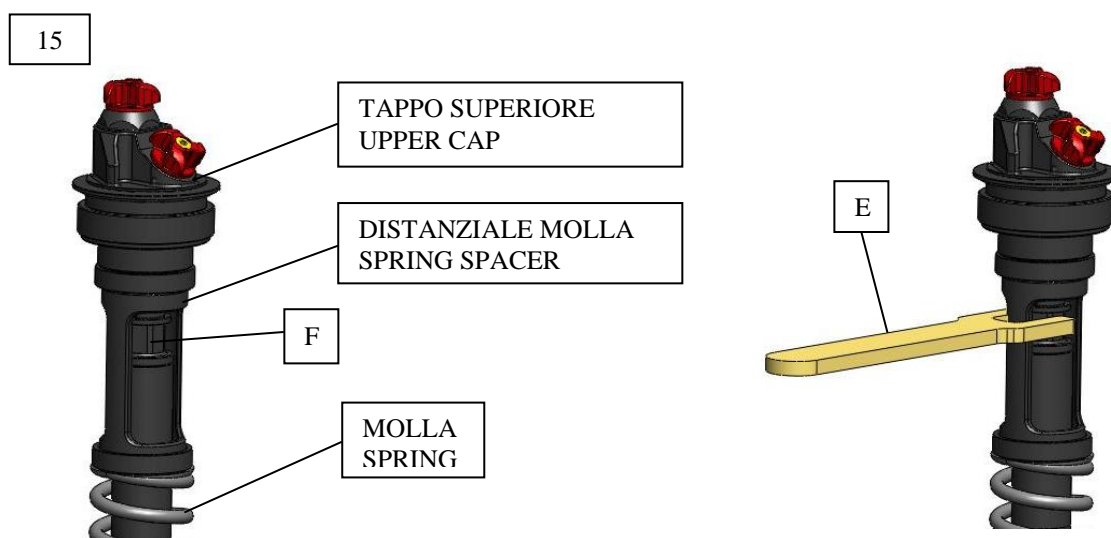 15
TAPPO SUPERIORE
UPPER CAP
DISTANZIALE MOLLA
SPRING SPACER
F
MOLLA
SPRING
E